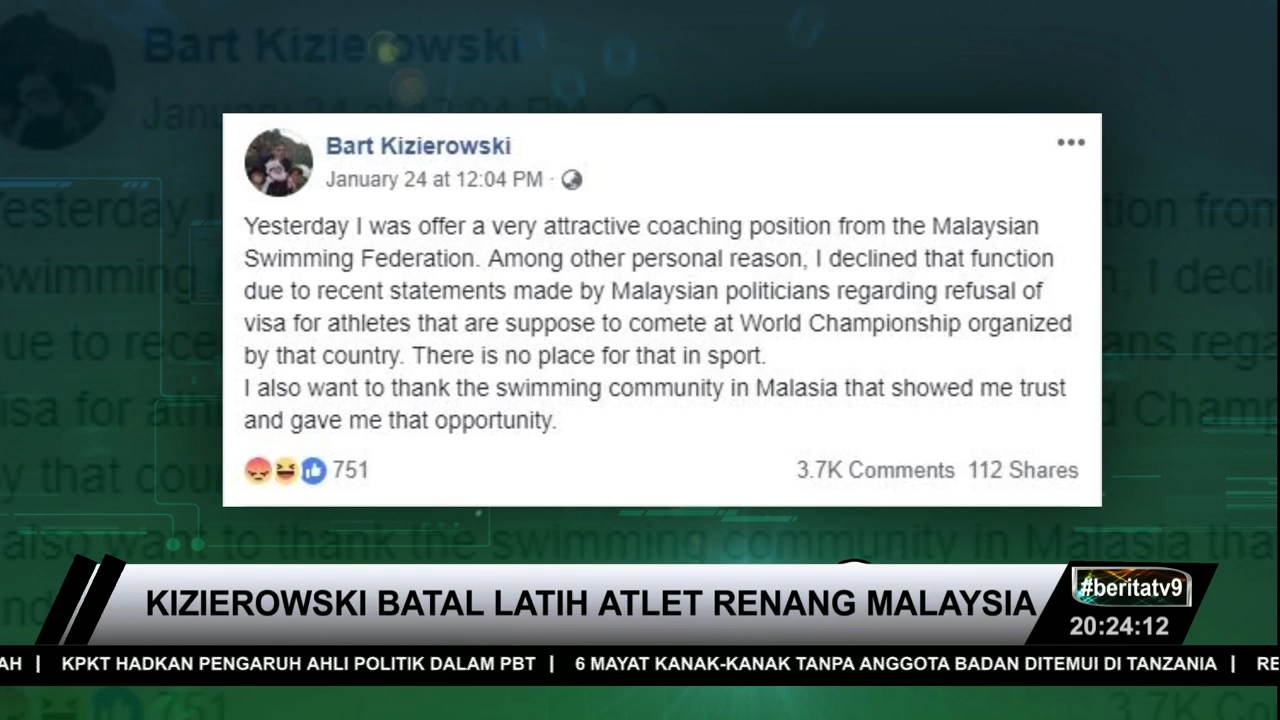 Bart Kizierowski
January 24 at 12:04 PM ·
Yesterday I was offer a very attractive coaching position from the Malaysian
Swimming Federation. Among other personal reason, I declined that function
due to recent statements made by Malaysian politicians regarding refusal of
visa for athletes that are suppose to comete at World Championship organized
by that country. There is no place for that in sport.
I also want to thank the swimming community in Malasia that showed me trust
and gave me that opportunity.
751 3.7K Comments 112 Shares
KIZIEROWSKI BATAL LATIH ATLET RENANG MALAYSIA
#beritatv9
20:24:12
AH | KPKT HADKAN PENGARUH AHLI POLITIK DALAM PBT | 6 MAYAT KANAK-KANAK TANPA ANGGOTA BADAN DITEMUI DI TANZANIA | RE